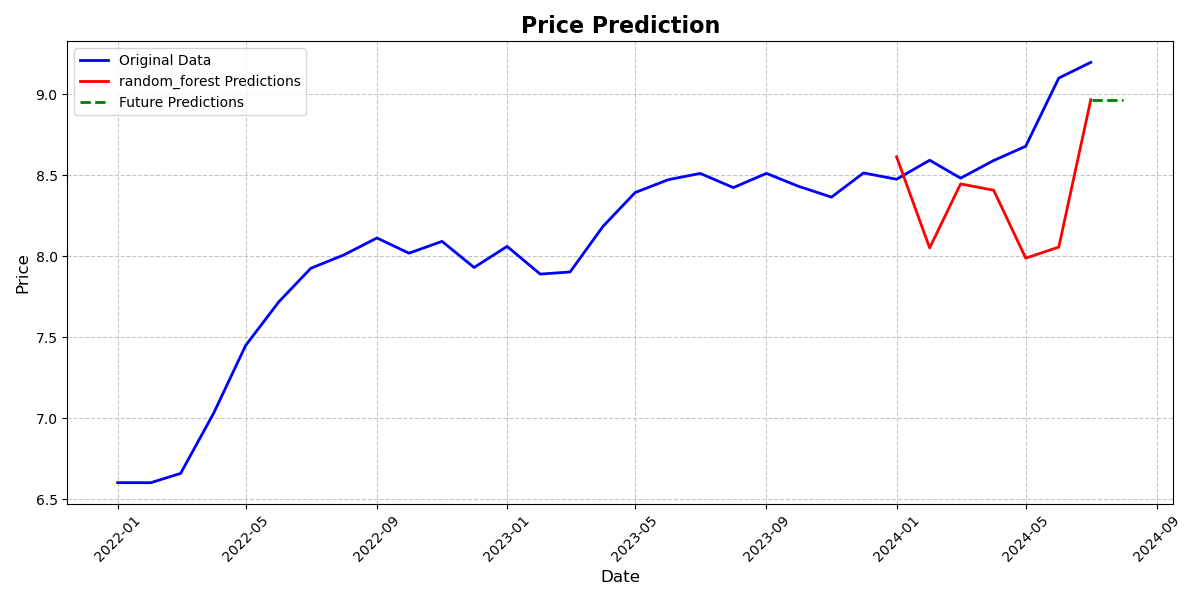 Price Prediction
Original Data
random_forest Predictions
Future Predictions
Price
9.0
8.5
8.0
7.5
7.0
6.5
2022-01
2022-05
2022-09
2023-01
2023-05
2023-09
2024-01
2024-05
2024-09
Date